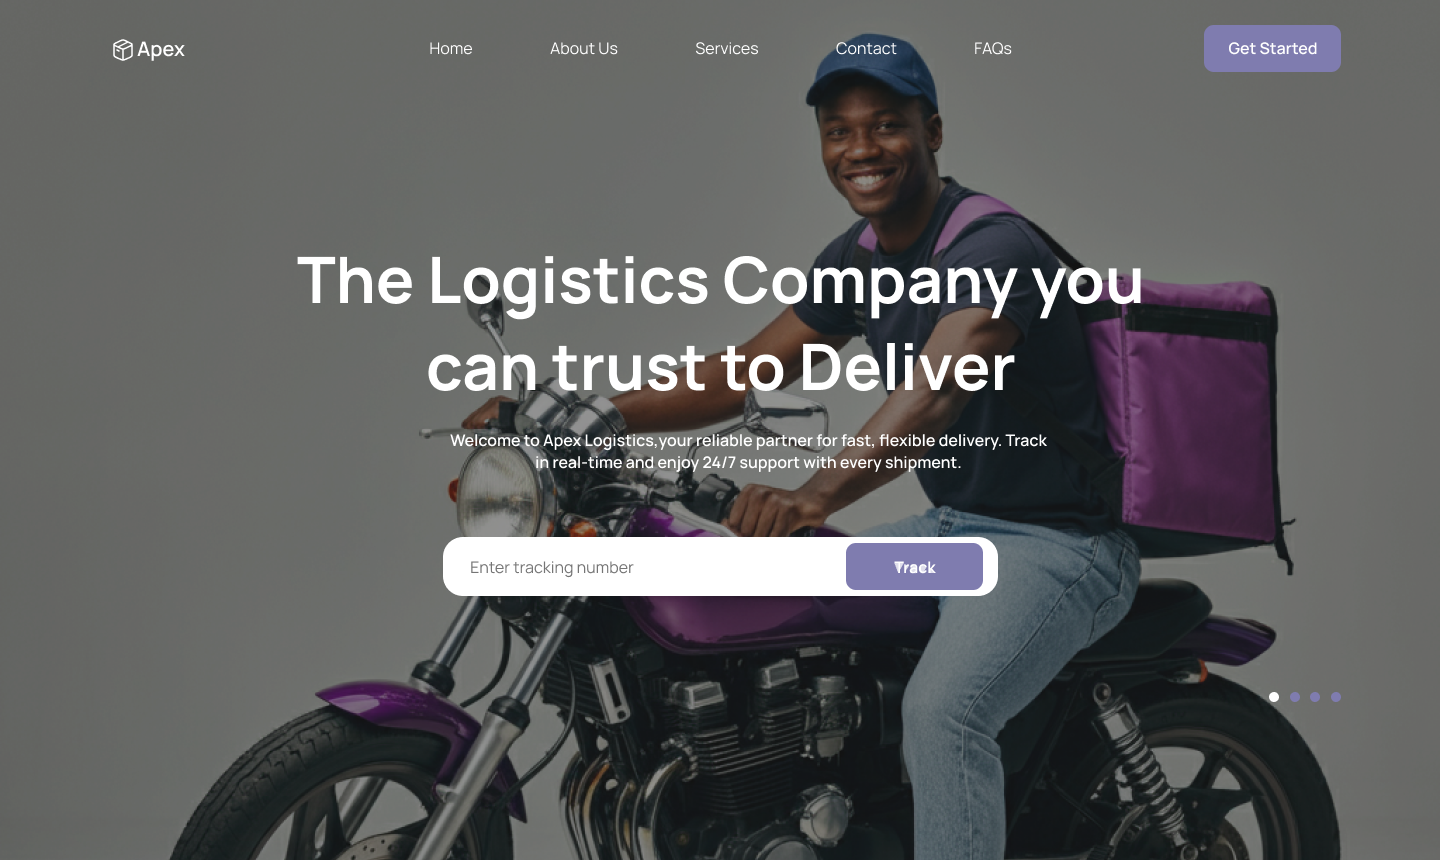 Apex
Home
About Us
Services
Contact
FAQs
Get Started
The Logistics Company you
can trust to Deliver
Welcome to Apex Logistics,your reliable partner for fast, flexible delivery. Track
in real-time and enjoy 24/7 support with every shipment.
Enter tracking number
Track